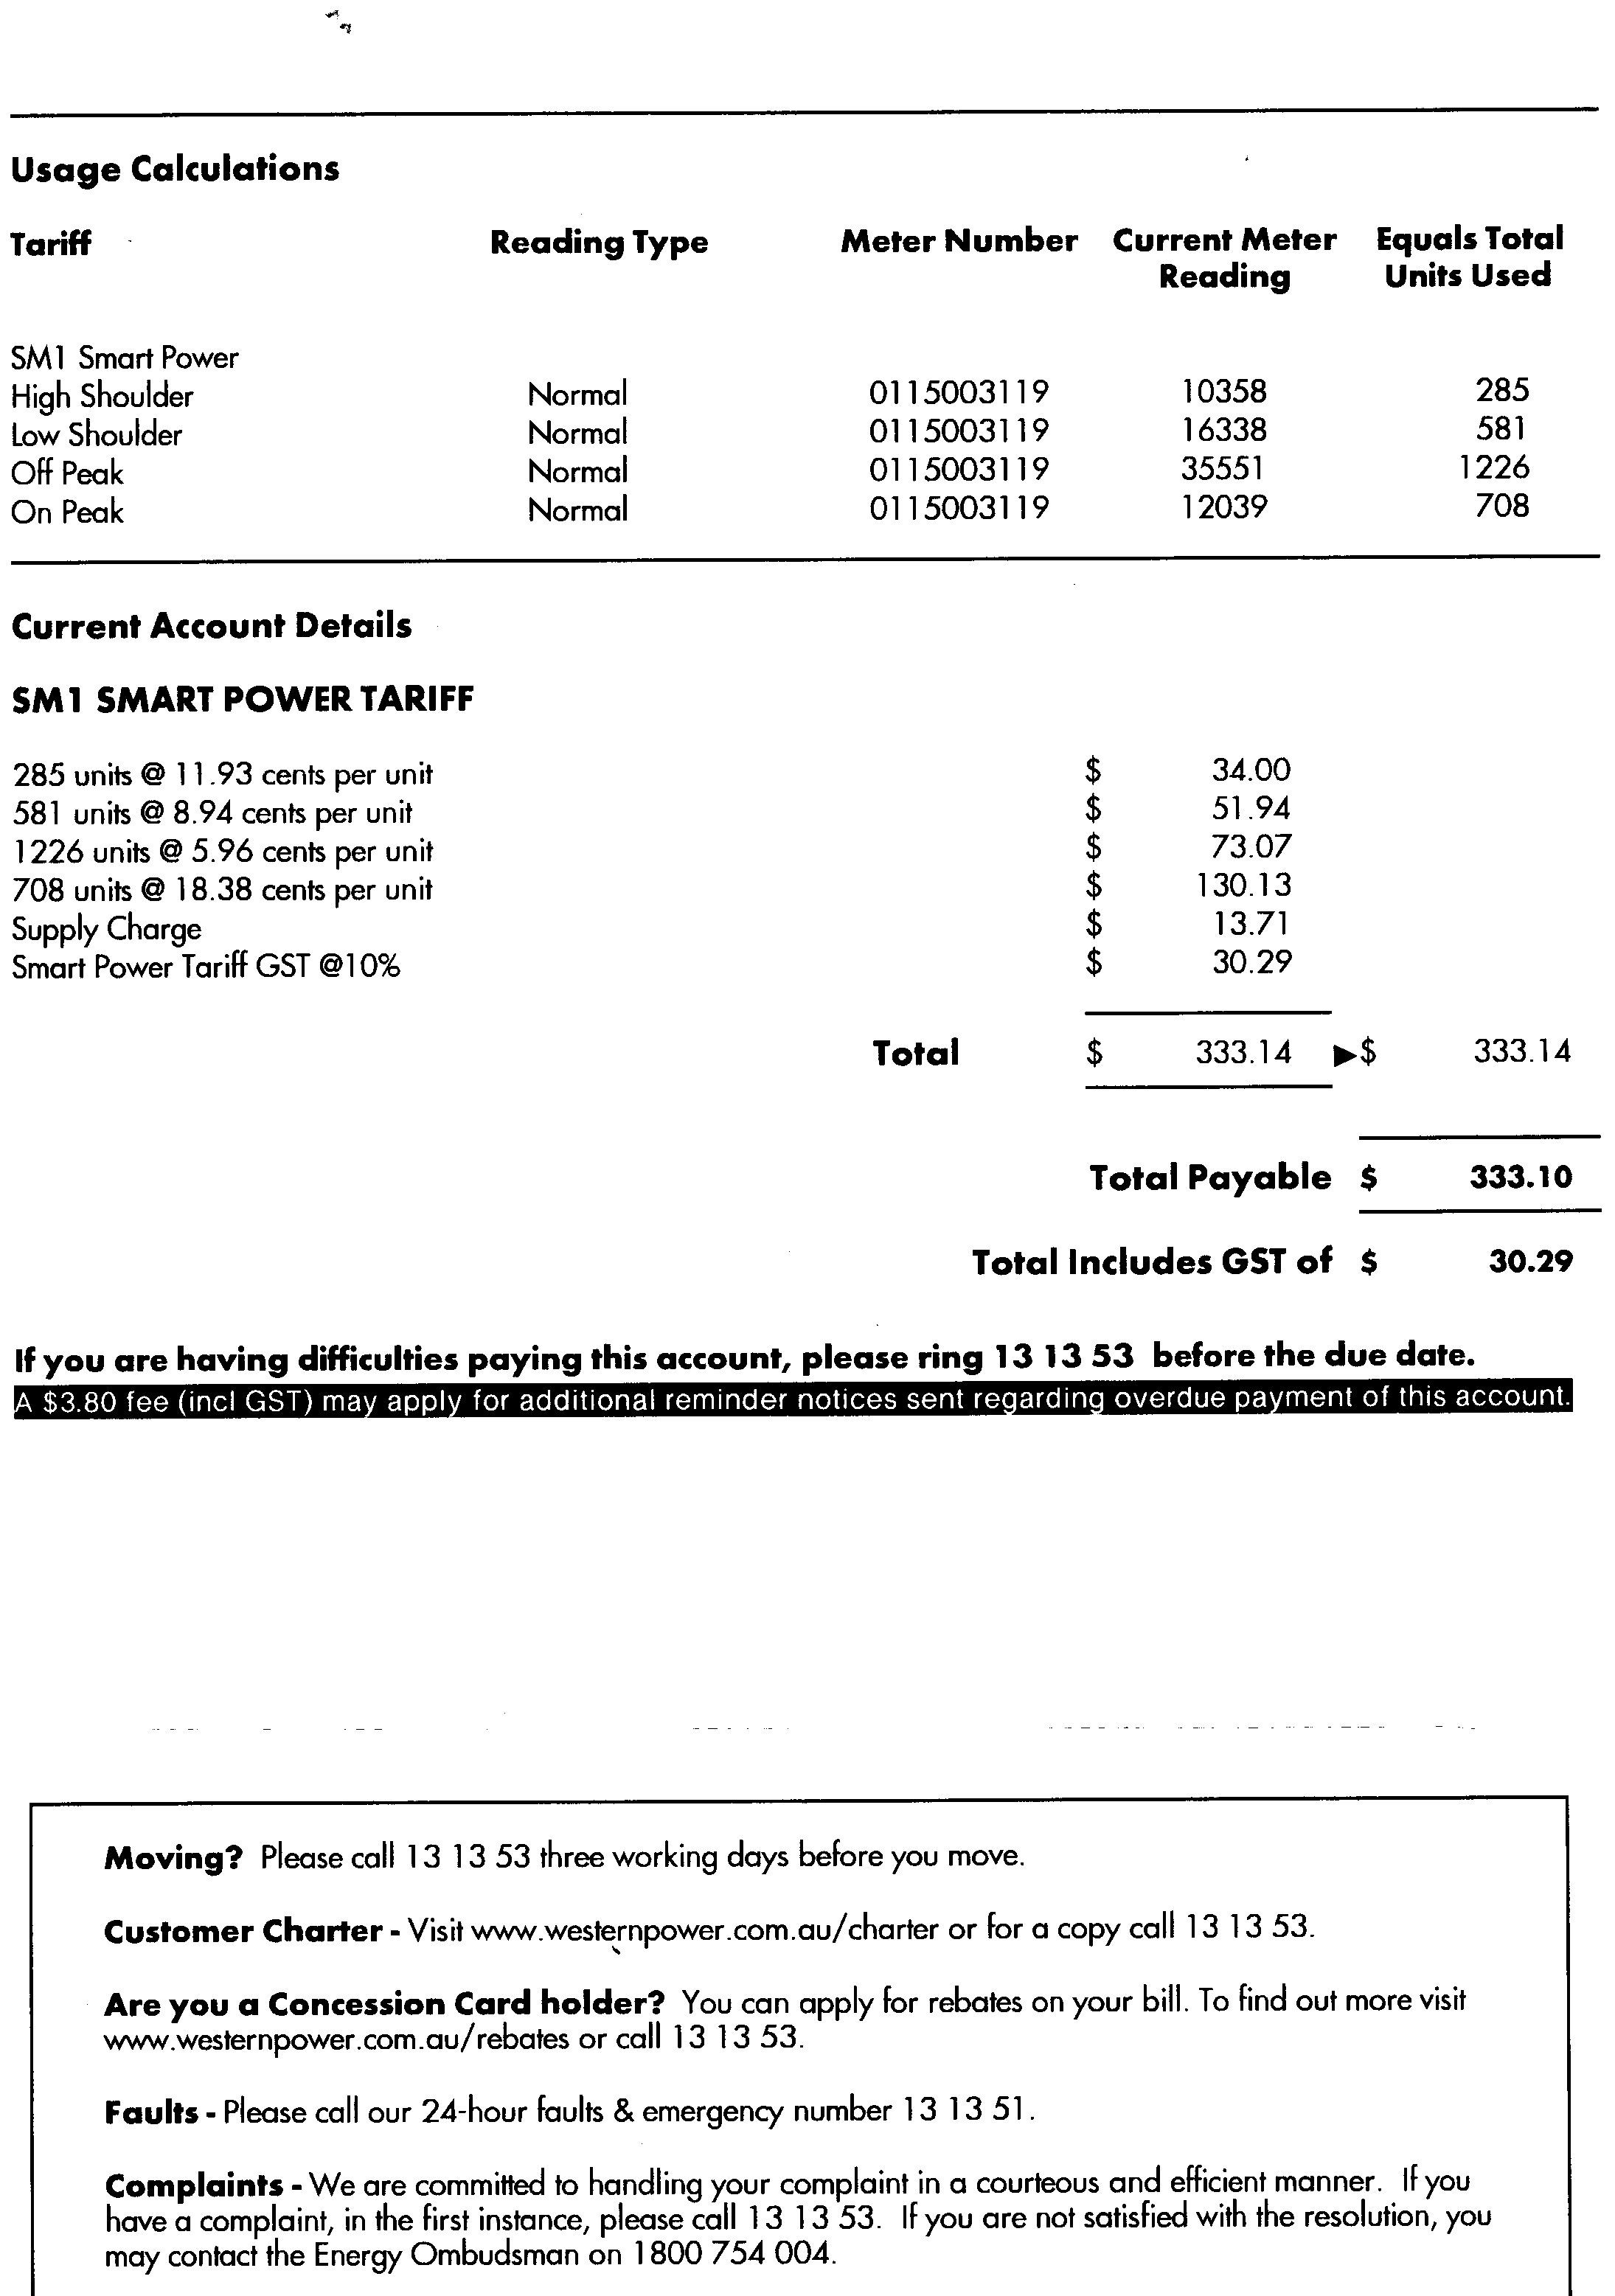 Usage Calculations
Tariff Reading Type Meter Number Current Meter Reading Equals Total Units Used
SM1 Smart Power
High Shoulder Normal 0115003119 10358 285
Low Shoulder Normal 0115003119 16338 581
Off Peak Normal 0115003119 35551 1226
On Peak Normal 0115003119 12039 708
Current Account Details
SM1 SMART POWER TARIFF
285 units @ 11.93 cents per unit $ 34.00
581 units @ 8.94 cents per unit $ 51.94
1226 units @ 5.96 cents per unit $ 73.07
708 units @ 18.38 cents per unit $ 130.13
Supply Charge $ 13.71
Smart Power Tariff GST @10% $ 30.29
Total $ 333.14 ▶$ 333.14
Total Payable $ 333.10
Total Includes GST of $ 30.29
If you are having difficulties paying this account, please ring 13 13 53 before the due date.
A $3.80 fee (incl GST) may apply for additional reminder notices sent regarding overdue payment of this account.
Moving? Please call 13 13 53 three working days before you move.
Customer Charter - Visit www.westernpower.com.au/charter or for a copy call 13 13 53.
Are you a Concession Card holder? You can apply for rebates on your bill. To find out more visit
www.westernpower.com.au/rebates or call 13 13 53.
Faults - Please call our 24-hour faults & emergency number 13 13 51.
Complaints - We are committed to handling your complaint in a courteous and efficient manner. If you
have a complaint, in the first instance, please call 13 13 53. If you are not satisfied with the resolution, you
may contact the Energy Ombudsman on 1800 754 004.